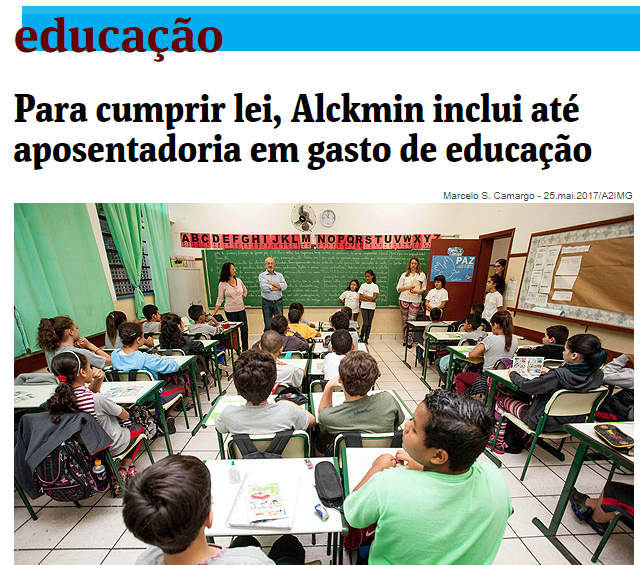 educação
Para cumprir lei, Alckmin inclui até
aposentadoria em gasto de educação
Marcelo S. Camargo - 25.mai.2017/A2IMG
ABCDEFGHIJKLMNOPQRSTUVWXYZ
PAZ